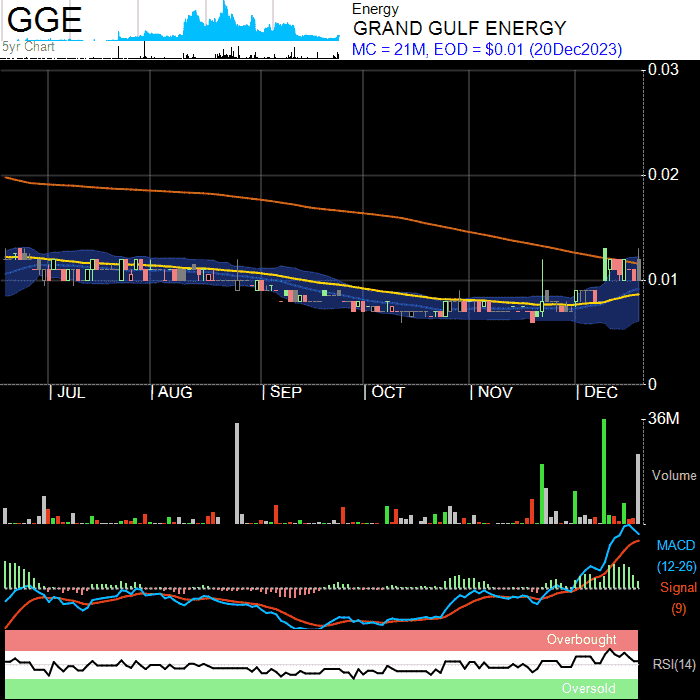 GGE
5yr Chart
Energy
GRAND GULF ENERGY
MC = 21M, EOD = $0.01 (20Dec2023)
0.03
0.02
0.01
0
| JUL | AUG | SEP | OCT | NOV | DEC
36M
Volume
MACD
(12-26)
Signal
(9)
Overbought
RSI(14)
Oversold